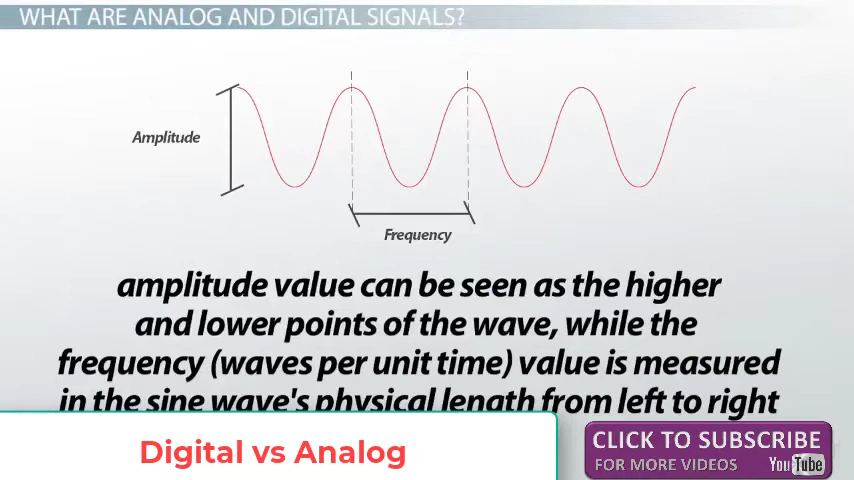 WHAT ARE ANALOG AND DIGITAL SIGNALS?
Amplitude
Frequency
amplitude value can be seen as the higher
and lower points of the wave, while the
frequency (waves per unit time) value is measured
in the sine wave's physical length from left to right
Digital vs Analog
CLICK TO SUBSCRIBE
FOR MORE VIDEOS YouTube